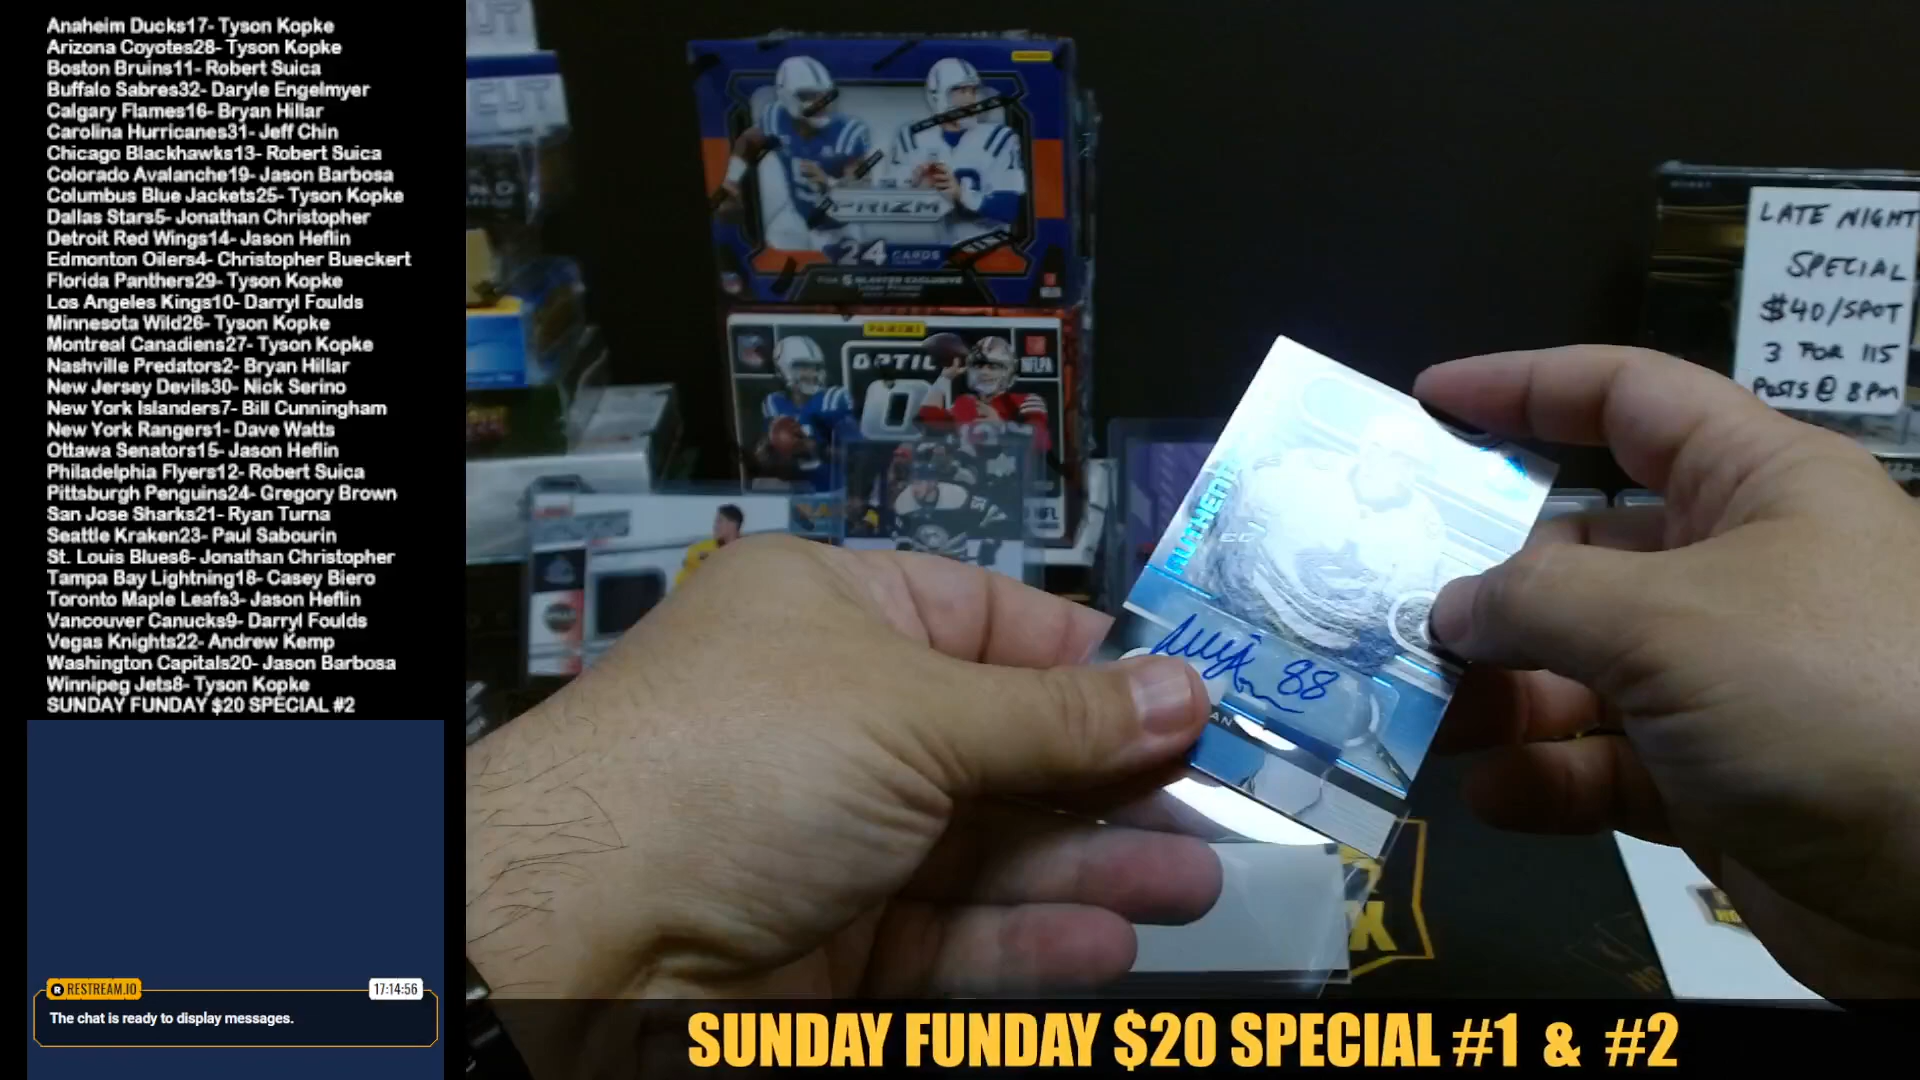 Anaheim Ducks17- Tyson Kopke
Arizona Coyotes28- Tyson Kopke
Boston Bruins11- Robert Suica
Buffalo Sabres32- Daryle Engelmyer
Calgary Flames16- Bryan Hillar
Carolina Hurricanes31- Jeff Chin
Chicago Blackhawks13- Robert Suica
Colorado Avalanche19- Jason Barbosa
Columbus Blue Jackets25- Tyson Kopke
Dallas Stars5- Jonathan Christopher
Detroit Red Wings14- Jason Heflin
Edmonton Oilers4- Christopher Bueckert
Florida Panthers29- Tyson Kopke
Los Angeles Kings10- Darryl Foulds
Minnesota Wild26- Tyson Kopke
Montreal Canadiens27- Tyson Kopke
Nashville Predators2- Bryan Hillar
New Jersey Devils30- Nick Serino
New York Islanders7- Bill Cunningham
New York Rangers1- Dave Watts
Ottawa Senators15- Jason Heflin
Philadelphia Flyers12- Robert Suica
Pittsburgh Penguins24- Gregory Brown
San Jose Sharks21- Ryan Turna
Seattle Kraken23- Paul Sabourin
St. Louis Blues6- Jonathan Christopher
Tampa Bay Lightning18- Casey Biero
Toronto Maple Leafs3- Jason Heflin
Vancouver Canucks9- Darryl Foulds
Vegas Knights22- Andrew Kemp
Washington Capitals20- Jason Barbosa
Winnipeg Jets8- Tyson Kopke
SUNDAY FUNDAY $20 SPECIAL #2
RESTREAM.IO
17:14:56
The chat is ready to display messages.
PRIZM
24 CARDS
PANINI
OPTIC
NFLPA
NFL
LATE NIGHT
SPECIAL
$40/SPOT
3 FOR 115
POSTS @ 8PM
AUTHENT
88
SUNDAY FUNDAY $20 SPECIAL #1 & #2